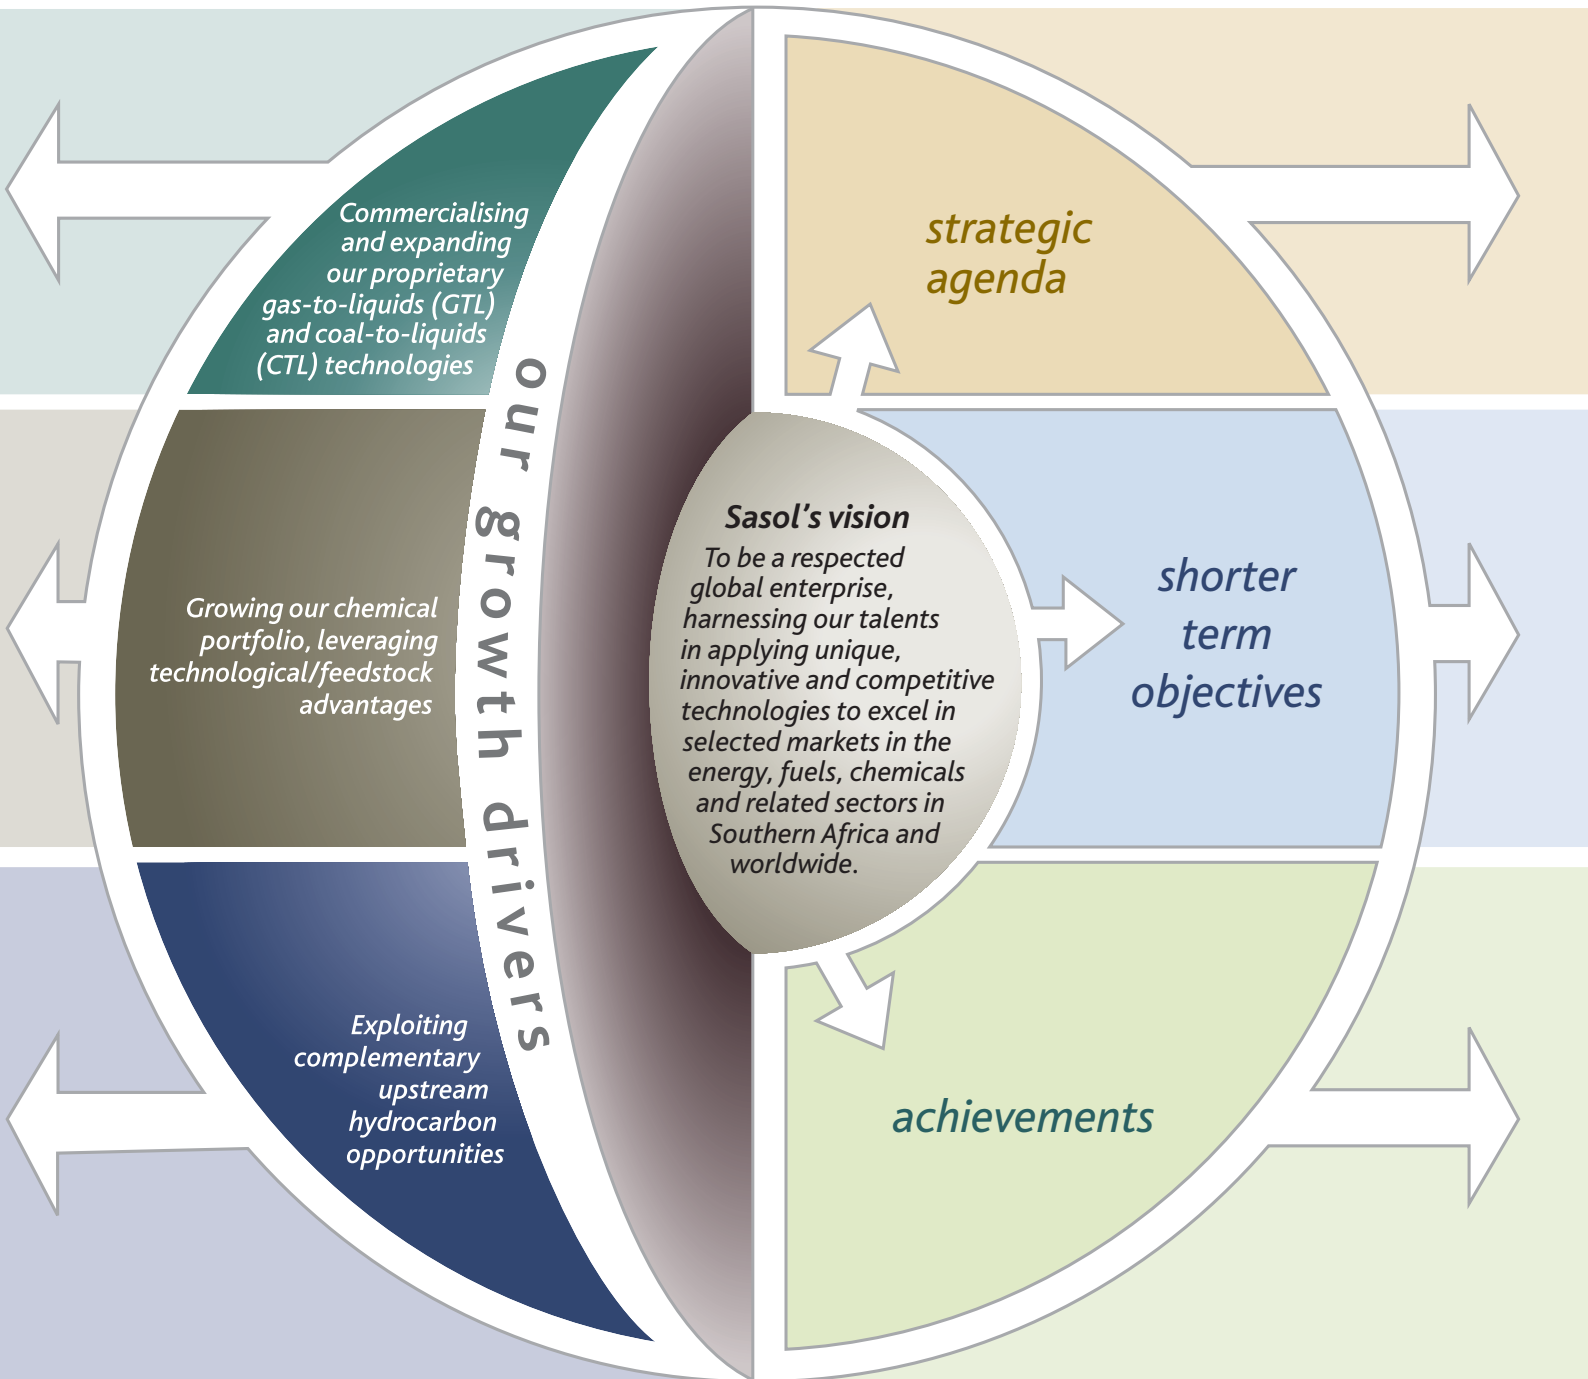 Commercialising
and expanding
our proprietary
gas-to-liquids (GTL)
and coal-to-liquids
(CTL) technologies
Growing our chemical
portfolio, leveraging
technological/feedstock
advantages
Exploiting
complementary
upstream
hydrocarbon
opportunities
our growth drivers
Sasol's vision
To be a respected
global enterprise,
harnessing our talents
in applying unique,
innovative and competitive
technologies to excel in
selected markets in the
energy, fuels, chemicals
and related sectors in
Southern Africa and
worldwide.
strategic
agenda
shorter
term
objectives
achievements